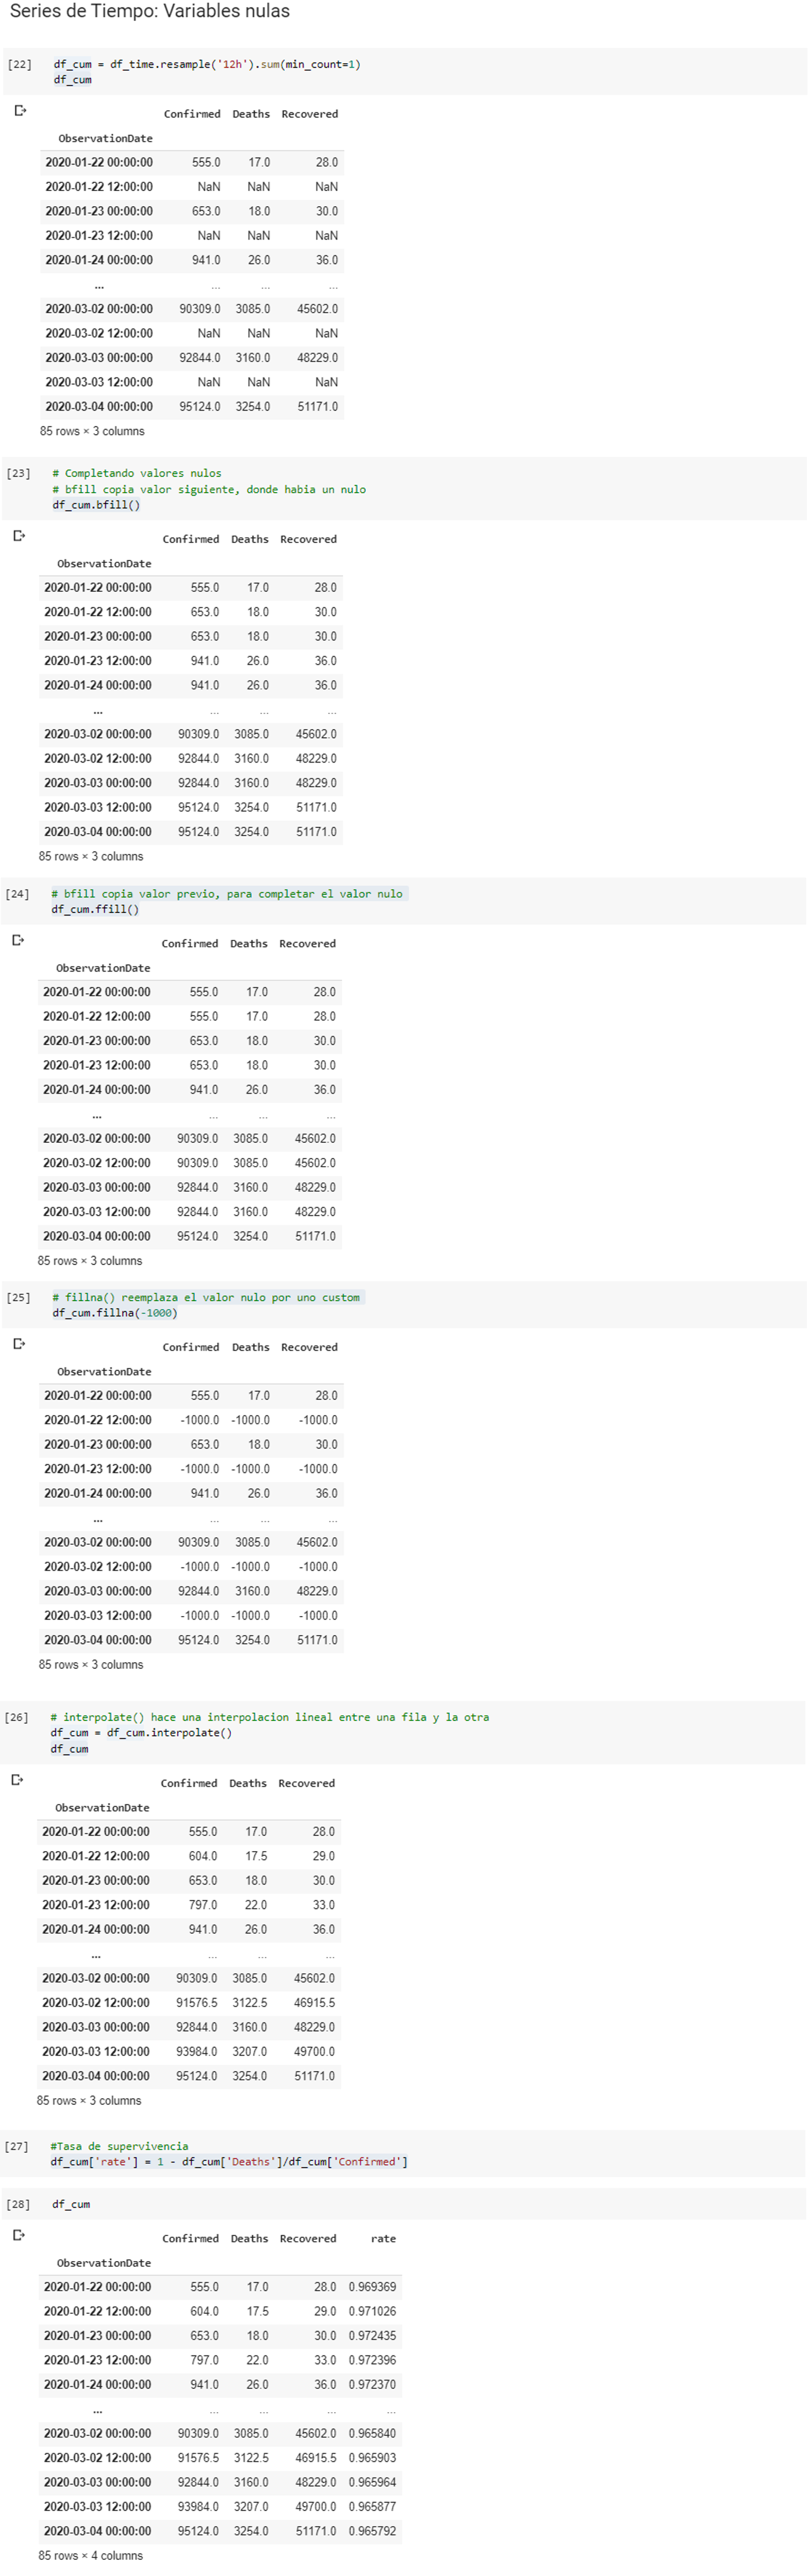 Series de Tiempo: Variables nulas
[22] df_cum = df_time.resample('12h').sum(min_count=1)
df_cum
Confirmed Deaths Recovered
ObservationDate
2020-01-22 00:00:00 555.0 17.0 28.0
2020-01-22 12:00:00 NaN NaN NaN
2020-01-23 00:00:00 653.0 18.0 30.0
2020-01-23 12:00:00 NaN NaN NaN
2020-01-24 00:00:00 941.0 26.0 36.0
... ... ... ...
2020-03-02 00:00:00 90309.0 3085.0 45602.0
2020-03-02 12:00:00 NaN NaN NaN
2020-03-03 00:00:00 92844.0 3160.0 48229.0
2020-03-03 12:00:00 NaN NaN NaN
2020-03-04 00:00:00 95124.0 3254.0 51171.0
85 rows × 3 columns
[23] # Completando valores nulos
# bfill copia valor siguiente, donde habia un nulo
df_cum.bfill()
Confirmed Deaths Recovered
ObservationDate
2020-01-22 00:00:00 555.0 17.0 28.0
2020-01-22 12:00:00 653.0 18.0 30.0
2020-01-23 00:00:00 653.0 18.0 30.0
2020-01-23 12:00:00 941.0 26.0 36.0
2020-01-24 00:00:00 941.0 26.0 36.0
... ... ... ...
2020-03-02 00:00:00 90309.0 3085.0 45602.0
2020-03-02 12:00:00 92844.0 3160.0 48229.0
2020-03-03 00:00:00 92844.0 3160.0 48229.0
2020-03-03 12:00:00 95124.0 3254.0 51171.0
2020-03-04 00:00:00 95124.0 3254.0 51171.0
85 rows × 3 columns
[24] # bfill copia valor previo, para completar el valor nulo
df_cum.ffill()
Confirmed Deaths Recovered
ObservationDate
2020-01-22 00:00:00 555.0 17.0 28.0
2020-01-22 12:00:00 555.0 17.0 28.0
2020-01-23 00:00:00 653.0 18.0 30.0
2020-01-23 12:00:00 653.0 18.0 30.0
2020-01-24 00:00:00 941.0 26.0 36.0
... ... ... ...
2020-03-02 00:00:00 90309.0 3085.0 45602.0
2020-03-02 12:00:00 90309.0 3085.0 45602.0
2020-03-03 00:00:00 92844.0 3160.0 48229.0
2020-03-03 12:00:00 92844.0 3160.0 48229.0
2020-03-04 00:00:00 95124.0 3254.0 51171.0
85 rows × 3 columns
[25] # fillna() reemplaza el valor nulo por uno custom
df_cum.fillna(-1000)
Confirmed Deaths Recovered
ObservationDate
2020-01-22 00:00:00 555.0 17.0 28.0
2020-01-22 12:00:00 -1000.0 -1000.0 -1000.0
2020-01-23 00:00:00 653.0 18.0 30.0
2020-01-23 12:00:00 -1000.0 -1000.0 -1000.0
2020-01-24 00:00:00 941.0 26.0 36.0
... ... ... ...
2020-03-02 00:00:00 90309.0 3085.0 45602.0
2020-03-02 12:00:00 -1000.0 -1000.0 -1000.0
2020-03-03 00:00:00 92844.0 3160.0 48229.0
2020-03-03 12:00:00 -1000.0 -1000.0 -1000.0
2020-03-04 00:00:00 95124.0 3254.0 51171.0
85 rows × 3 columns
[26] # interpolate() hace una interpolacion lineal entre una fila y la otra
df_cum = df_cum.interpolate()
df_cum
Confirmed Deaths Recovered
ObservationDate
2020-01-22 00:00:00 555.0 17.0 28.0
2020-01-22 12:00:00 604.0 17.5 29.0
2020-01-23 00:00:00 653.0 18.0 30.0
2020-01-23 12:00:00 797.0 22.0 33.0
2020-01-24 00:00:00 941.0 26.0 36.0
... ... ... ...
2020-03-02 00:00:00 90309.0 3085.0 45602.0
2020-03-02 12:00:00 91576.5 3122.5 46915.5
2020-03-03 00:00:00 92844.0 3160.0 48229.0
2020-03-03 12:00:00 93984.0 3207.0 49700.0
2020-03-04 00:00:00 95124.0 3254.0 51171.0
85 rows × 3 columns
[27] #Tasa de supervivencia
df_cum['rate'] = 1 - df_cum['Deaths']/df_cum['Confirmed']
[28] df_cum
Confirmed Deaths Recovered rate
ObservationDate
2020-01-22 00:00:00 555.0 17.0 28.0 0.969369
2020-01-22 12:00:00 604.0 17.5 29.0 0.971026
2020-01-23 00:00:00 653.0 18.0 30.0 0.972435
2020-01-23 12:00:00 797.0 22.0 33.0 0.972396
2020-01-24 00:00:00 941.0 26.0 36.0 0.972370
... ... ... ... ...
2020-03-02 00:00:00 90309.0 3085.0 45602.0 0.965840
2020-03-02 12:00:00 91576.5 3122.5 46915.5 0.965903
2020-03-03 00:00:00 92844.0 3160.0 48229.0 0.965964
2020-03-03 12:00:00 93984.0 3207.0 49700.0 0.965877
2020-03-04 00:00:00 95124.0 3254.0 51171.0 0.965792
85 rows × 4 columns